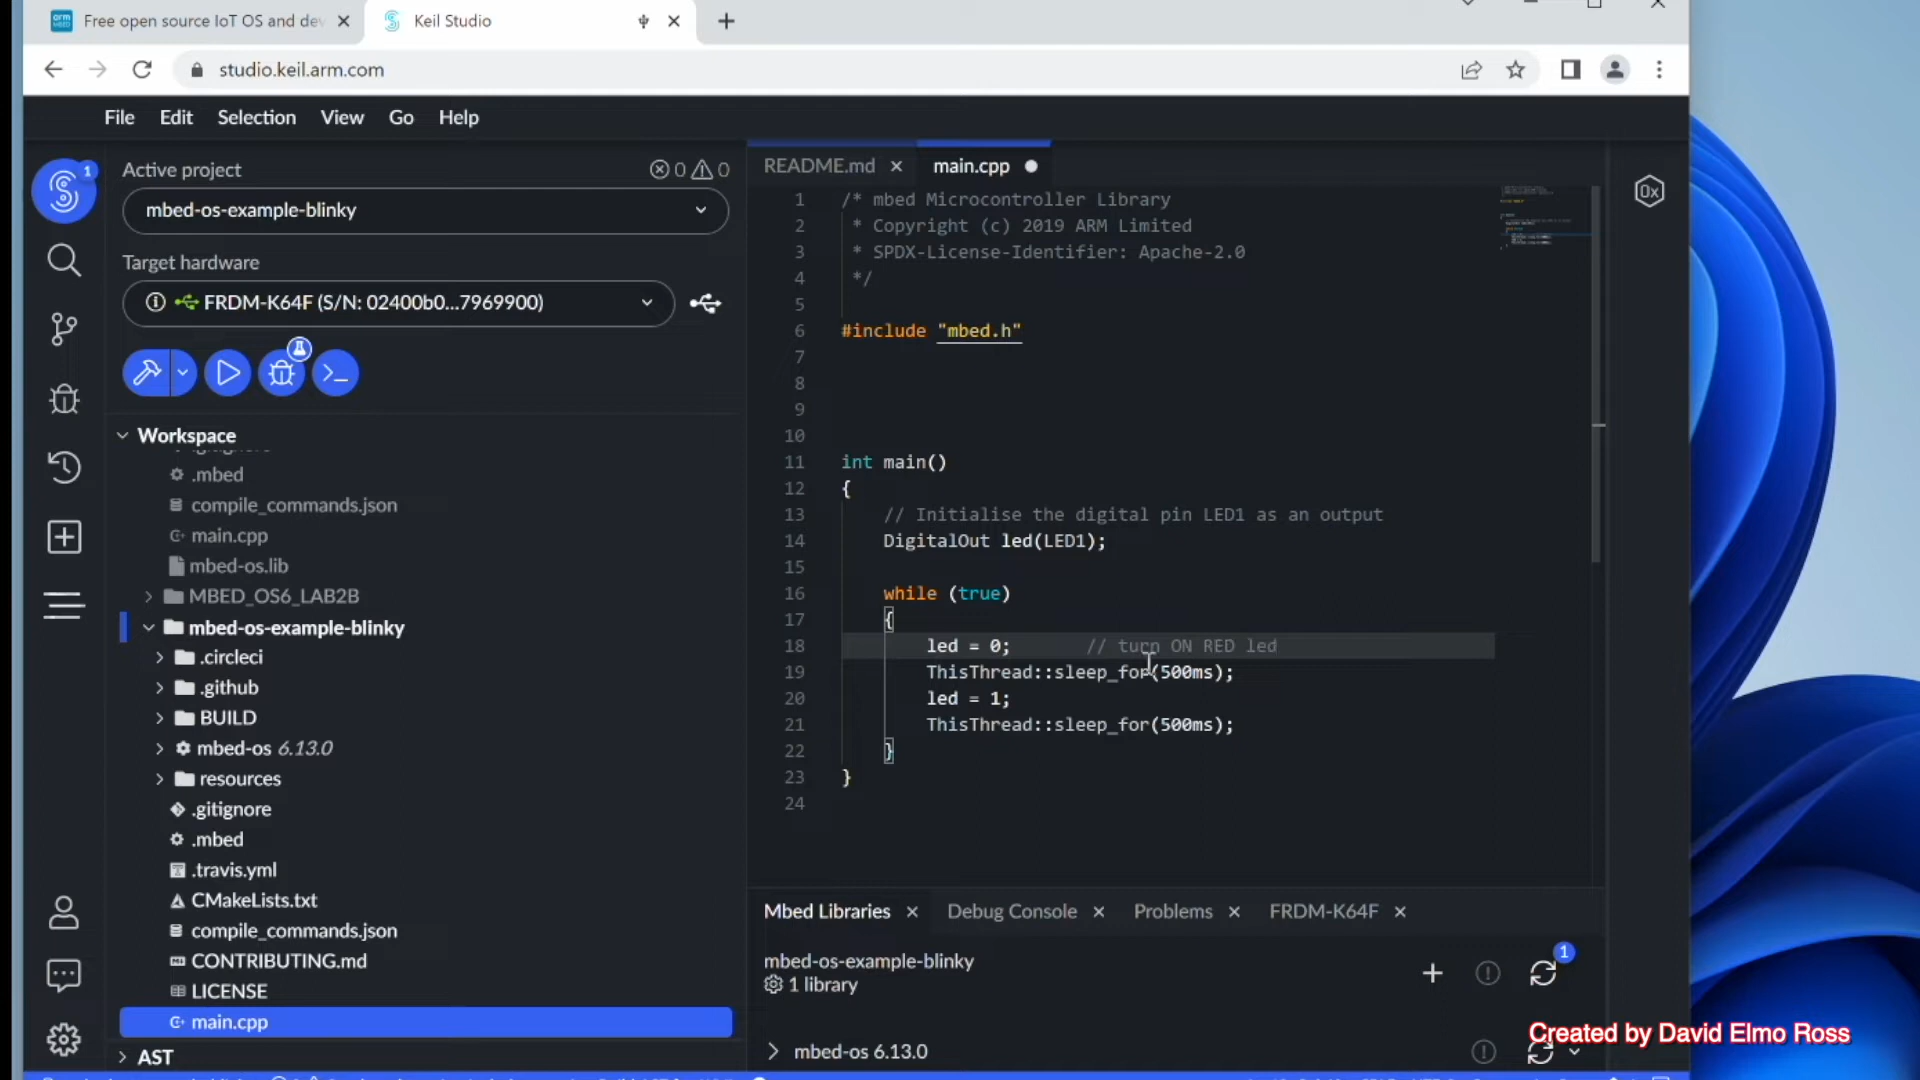 Free open source IoT OS and dev
Keil Studio
studio.keil.arm.com
File Edit Selection View Go Help
Active project
0 0
mbed-os-example-blinky
Target hardware
FRDM-K64F (S/N: 02400b0...7969900)
Workspace
.mbed
compile_commands.json
main.cpp
mbed-os.lib
MBED_OS6_LAB2B
mbed-os-example-blinky
.circleci
.github
BUILD
mbed-os 6.13.0
resources
.gitignore
.mbed
.travis.yml
CMakeLists.txt
compile_commands.json
CONTRIBUTING.md
LICENSE
main.cpp
AST
README.md main.cpp
1 /* mbed Microcontroller Library
2 * Copyright (c) 2019 ARM Limited
3 * SPDX-License-Identifier: Apache-2.0
4 */
5
6 #include "mbed.h"
7
8
9
10
11 int main()
12 {
13 // Initialise the digital pin LED1 as an output
14 DigitalOut led(LED1);
15
16 while (true)
17 {
18 led = 0; // turn ON RED led
19 ThisThread::sleep_for(500ms);
20 led = 1;
21 ThisThread::sleep_for(500ms);
22 }
23 }
24
0x
Mbed Libraries Debug Console Problems FRDM-K64F
mbed-os-example-blinky
1 library
1
mbed-os 6.13.0
Created by David Elmo Ross